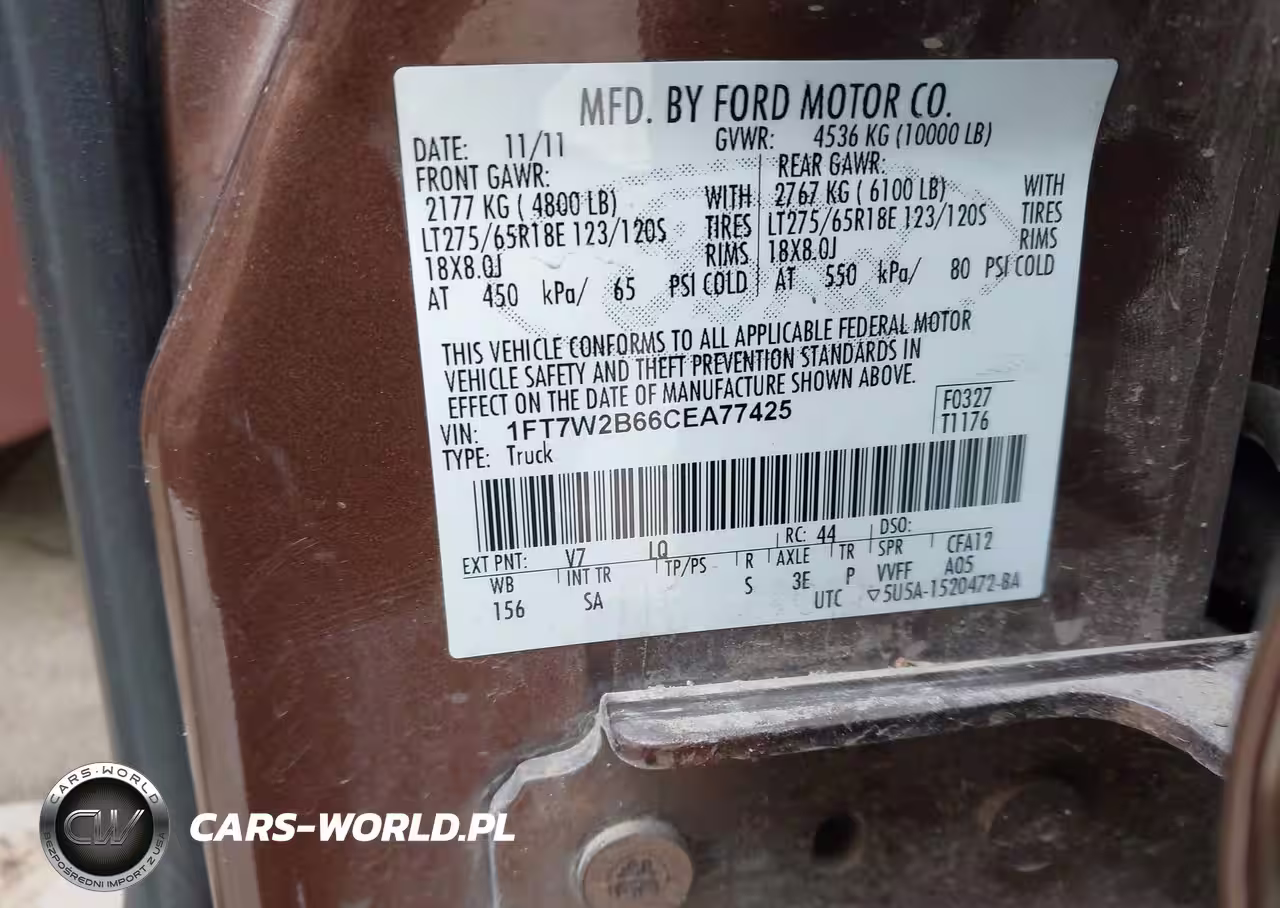 MFD. BY FORD MOTOR CO.
DATE: 11/11 GVWR: 4536 KG (10000 LB)
FRONT GAWR: REAR GAWR:
2177 KG ( 4800 LB) WITH 2767 KG ( 6100 LB) WITH
LT275/65R18E 123/120S TIRES LT275/65R18E 123/120S TIRES
18X8.0J RIMS 18X8.0J RIMS
AT 450 kPa/ 65 PSI COLD AT 550 kPa/ 80 PSI COLD
THIS VEHICLE CONFORMS TO ALL APPLICABLE FEDERAL MOTOR
VEHICLE SAFETY AND THEFT PREVENTION STANDARDS IN
EFFECT ON THE DATE OF MANUFACTURE SHOWN ABOVE.
VIN: 1FT7W2B66CEA77425 F0327
TYPE: Truck T1176
EXT PNT: V7 LQ RC: 44 DSO:
WB INT TR TP/PS R AXLE TR SPR CFA12
156 SA S 3E P VVFF A05
UTC ▽5U5A-1520472-BA
CARS-WORLD
CW
BEZPOŚREDNI IMPORT Z USA
CARS-WORLD.PL